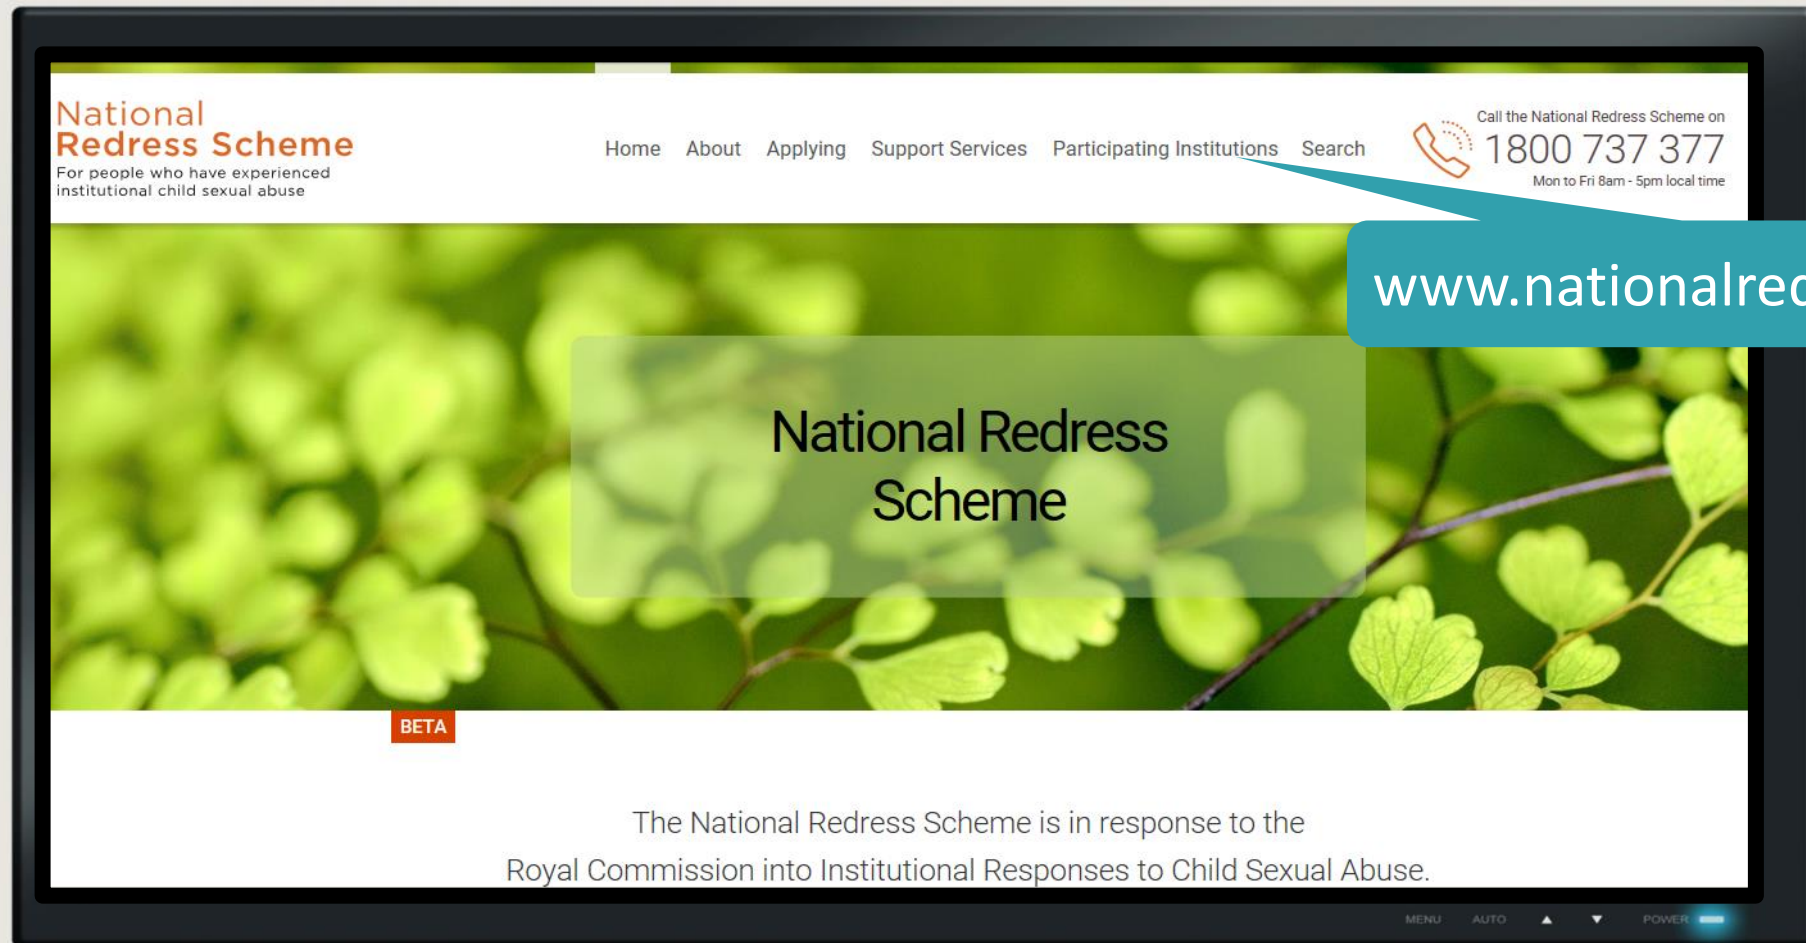 National
Redress Scheme
For people who have experienced
institutional child sexual abuse
Home About Applying Support Services Participating Institutions Search
Call the National Redress Scheme on
1800 737 377
Mon to Fri 8am - 5pm local time
www.nationalred
National Redress
Scheme
BETA
The National Redress Scheme is in response to the
Royal Commission into Institutional Responses to Child Sexual Abuse.
MENU AUTO ▲ ▼ POWER